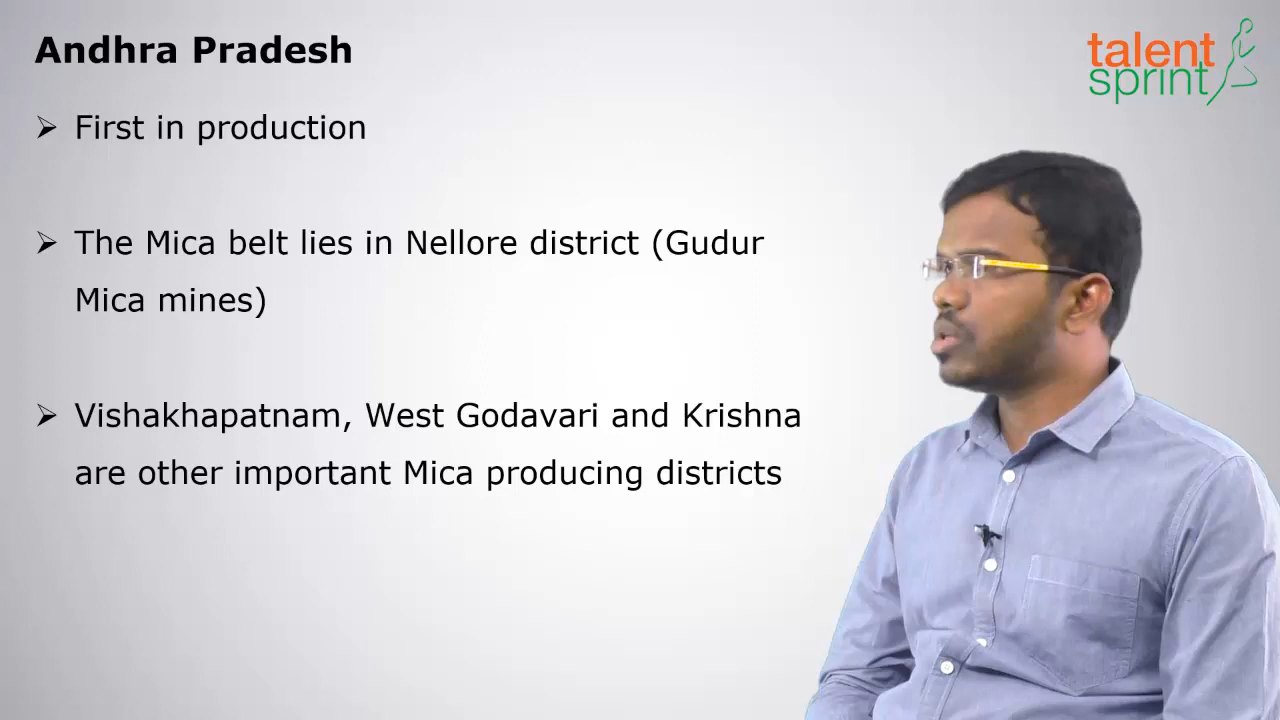 Andhra Pradesh
talent
sprint
➢ First in production
➢ The Mica belt lies in Nellore district (Gudur
Mica mines)
➢ Vishakhapatnam, West Godavari and Krishna
are other important Mica producing districts